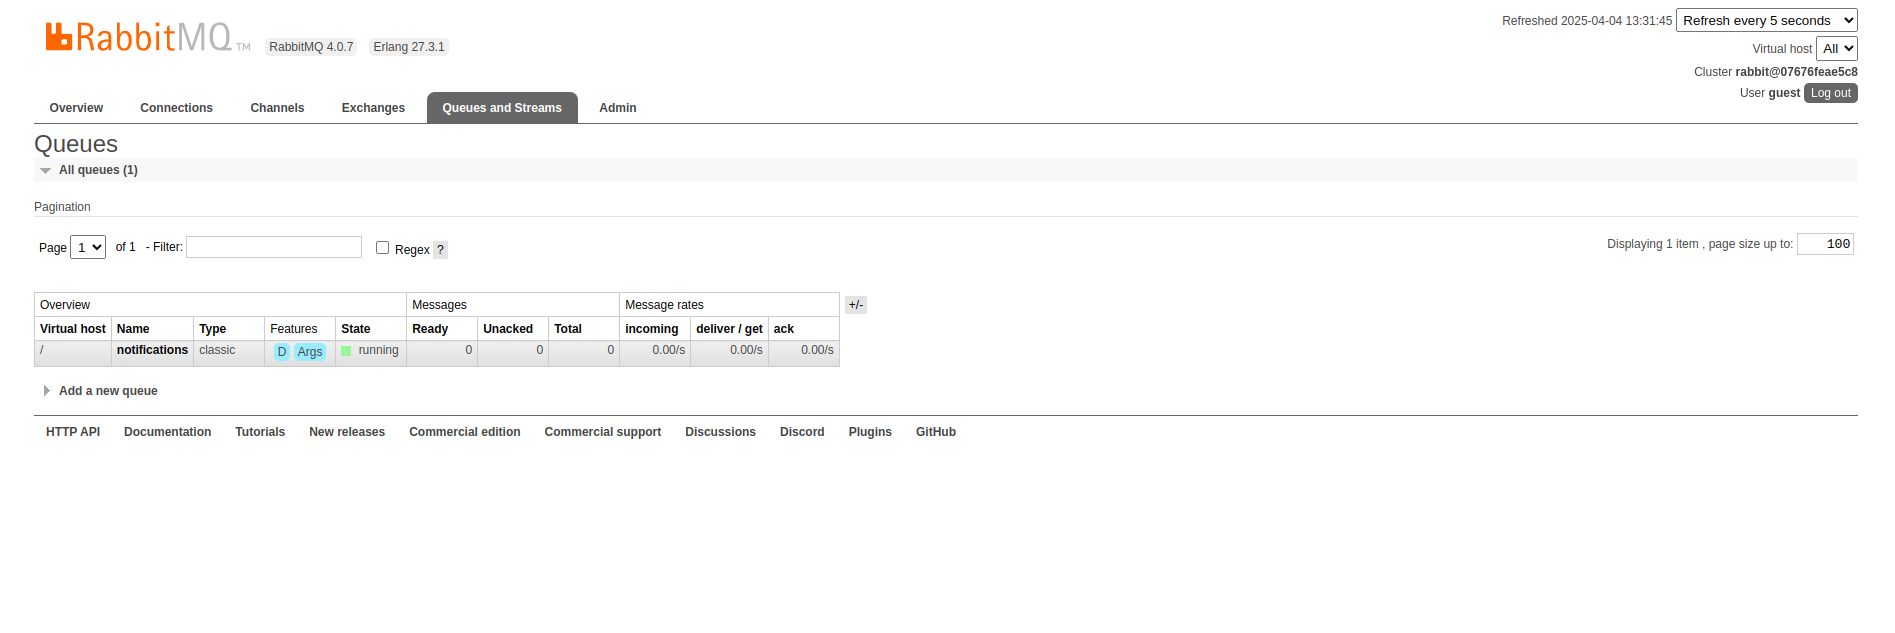 RabbitMQ TM RabbitMQ 4.0.7 Erlang 27.3.1
Refreshed 2025-04-04 13:31:45 Refresh every 5 seconds
Virtual host All
Cluster rabbit@07676feae5c8
User guest Log out
Overview Connections Channels Exchanges Queues and Streams Admin
Queues
All queues (1)
Pagination
Page 1 of 1 - Filter: Regex ? Displaying 1 item , page size up to: 100
Overview Messages Message rates +/-
Virtual host Name Type Features State Ready Unacked Total incoming deliver / get ack
/ notifications classic D Args running 0 0 0 0.00/s 0.00/s 0.00/s
Add a new queue
HTTP API Documentation Tutorials New releases Commercial edition Commercial support Discussions Discord Plugins GitHub